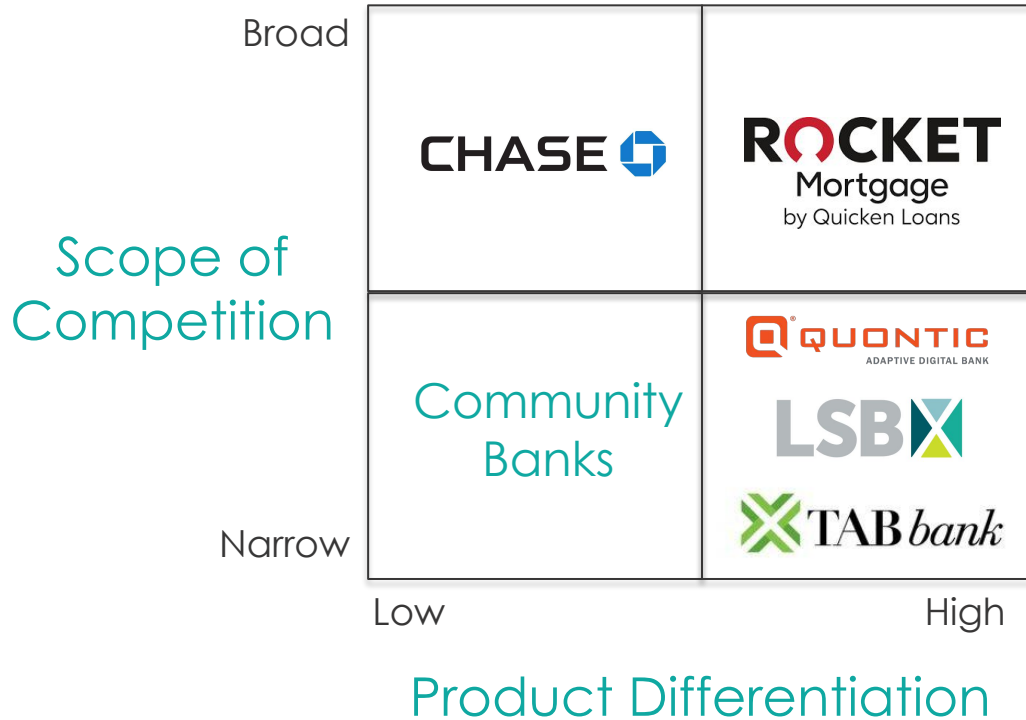 Broad
CHASE
ROCKET
Mortgage
by Quicken Loans
Scope of
Competition
QUONTIC®
ADAPTIVE DIGITAL BANK
Community
Banks
LSBX
TAB bank
Narrow
Low
High
Product Differentiation